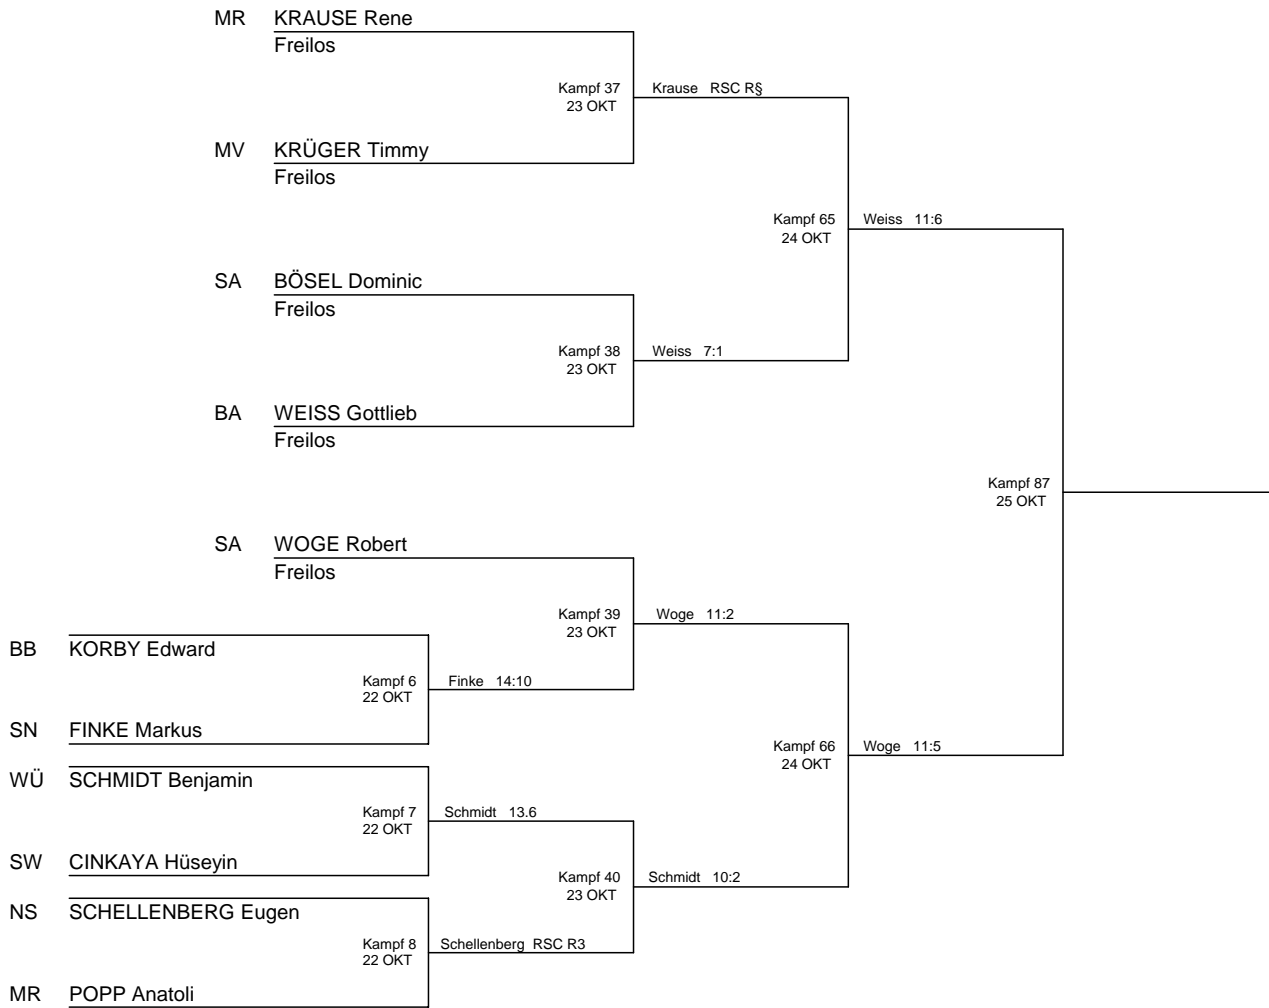 MR KRAUSE Rene
Freilos
Kampf 37 Krause RSC R§
23 OKT
MV KRÜGER Timmy
Freilos
Kampf 65 Weiss 11:6
24 OKT
SA BÖSEL Dominic
Freilos
Kampf 38 Weiss 7:1
23 OKT
BA WEISS Gottlieb
Freilos
Kampf 87
25 OKT
SA WOGE Robert
Freilos
Kampf 39 Woge 11:2
23 OKT
BB KORBY Edward
Kampf 6 Finke 14:10
22 OKT
SN FINKE Markus
Kampf 66 Woge 11:5
24 OKT
WÜ SCHMIDT Benjamin
Kampf 7 Schmidt 13.6
22 OKT
SW CINKAYA Hüseyin
Kampf 40 Schmidt 10:2
23 OKT
NS SCHELLENBERG Eugen
Kampf 8 Schellenberg RSC R3
22 OKT
MR POPP Anatoli